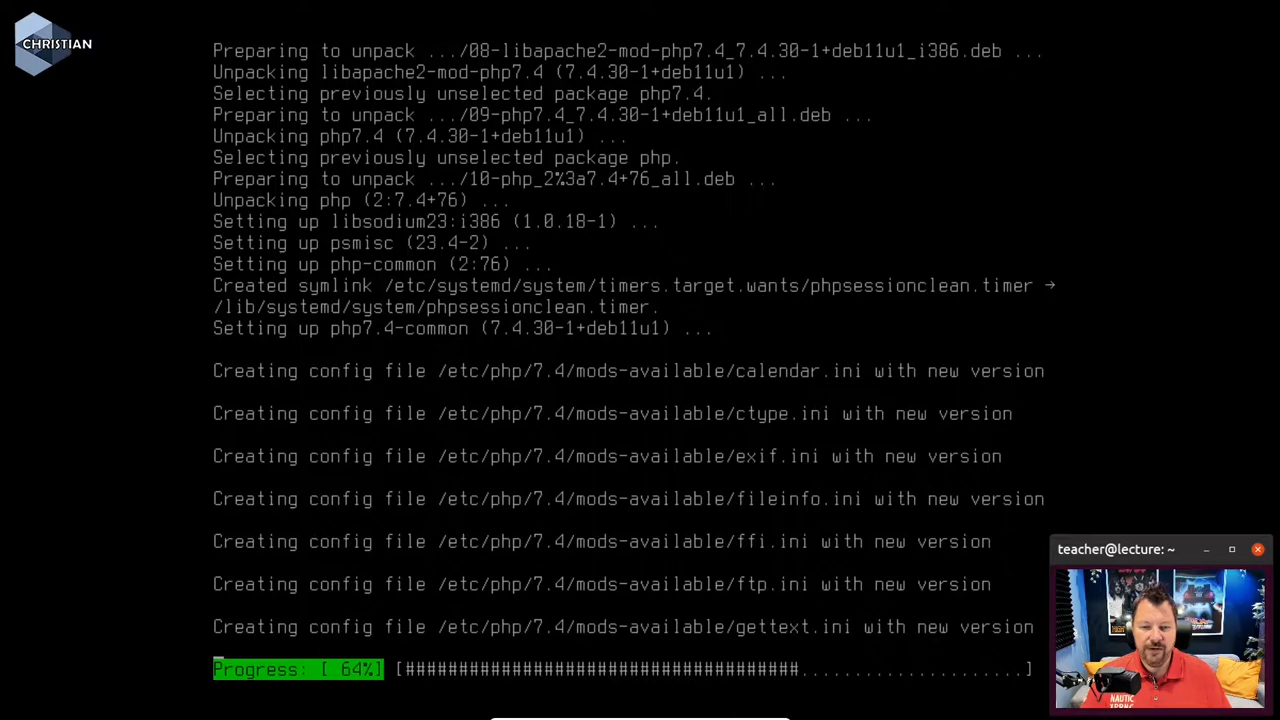 CHRISTIAN
Preparing to unpack .../08-libapache2-mod-php7.4_7.4.30-1+deb11u1_i386.deb ...
Unpacking libapache2-mod-php7.4 (7.4.30-1+deb11u1) ...
Selecting previously unselected package php7.4.
Preparing to unpack .../09-php7.4_7.4.30-1+deb11u1_all.deb ...
Unpacking php7.4 (7.4.30-1+deb11u1) ...
Selecting previously unselected package php.
Preparing to unpack .../10-php_2%3a7.4+76_all.deb ...
Unpacking php (2:7.4+76) ...
Setting up libsodium23:i386 (1.0.18-1) ...
Setting up psmisc (23.4-2) ...
Setting up php-common (2:76) ...
Created symlink /etc/systemd/system/timers.target.wants/phpsessionclean.timer →
/lib/systemd/system/phpsessionclean.timer.
Setting up php7.4-common (7.4.30-1+deb11u1) ...
Creating config file /etc/php/7.4/mods-available/calendar.ini with new version
Creating config file /etc/php/7.4/mods-available/ctype.ini with new version
Creating config file /etc/php/7.4/mods-available/exif.ini with new version
Creating config file /etc/php/7.4/mods-available/fileinfo.ini with new version
Creating config file /etc/php/7.4/mods-available/ffi.ini with new version
Creating config file /etc/php/7.4/mods-available/ftp.ini with new version
Creating config file /etc/php/7.4/mods-available/gettext.ini with new version
Progress: [ 64%] [#####################################.....................]
teacher@lecture: ~
NAUTIC